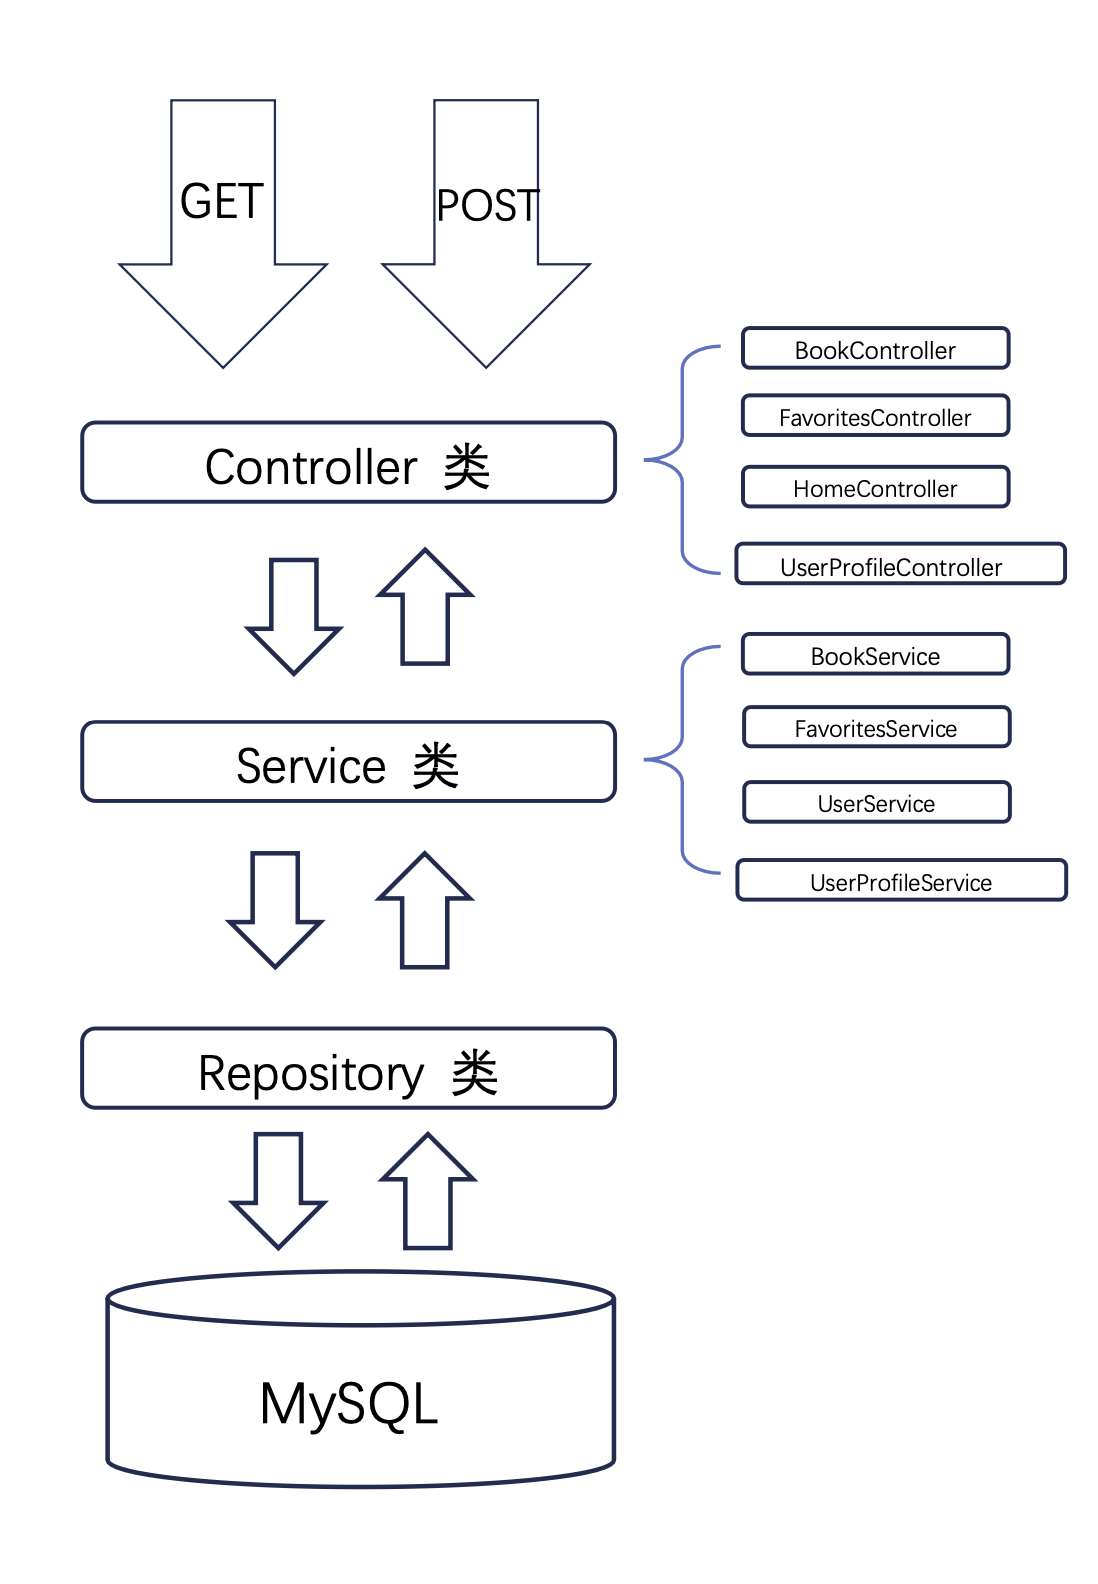 GET
POST
Controller 类
BookController
FavoritesController
HomeController
UserProfileController
Service 类
BookService
FavoritesService
UserService
UserProfileService
Repository 类
MySQL